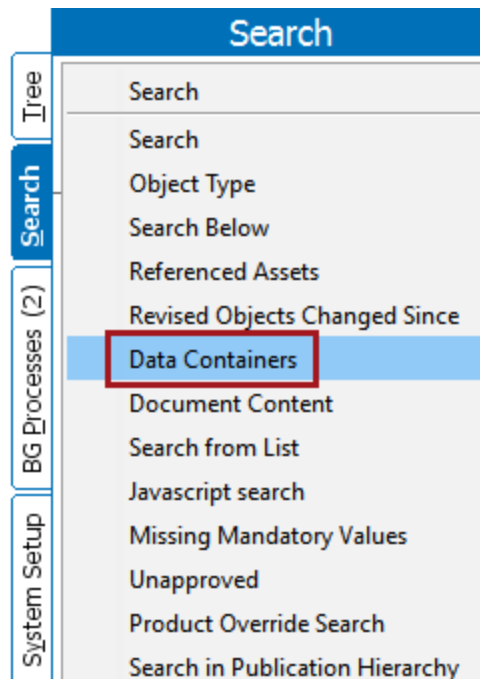 Search
Tree
Search
BG Processes (2)
System Setup
Search
Search
Object Type
Search Below
Referenced Assets
Revised Objects Changed Since
Data Containers
Document Content
Search from List
Javascript search
Missing Mandatory Values
Unapproved
Product Override Search
Search in Publication Hierarchy